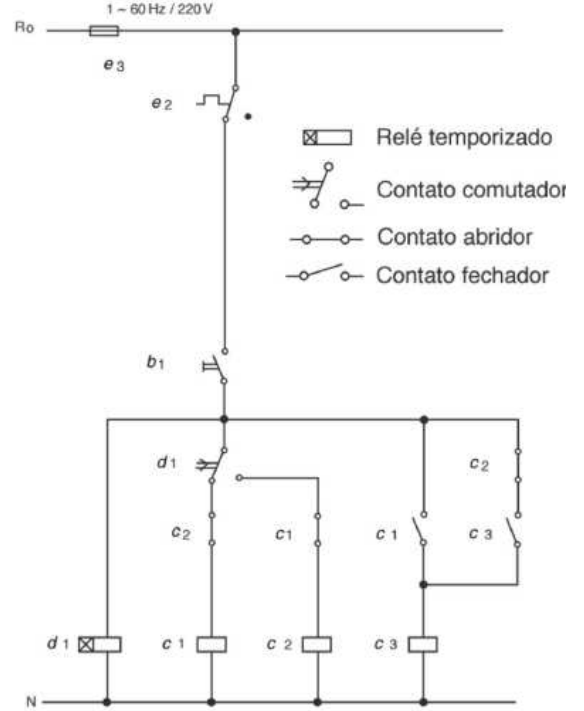 1 ~ 60 Hz / 220 V
Ro
e3
e2
Relé temporizado
Contato comutador
Contato abridor
Contato fechador
b1
d1
c2
c2
c1
c1
c3
d1
c1
c2
c3
N